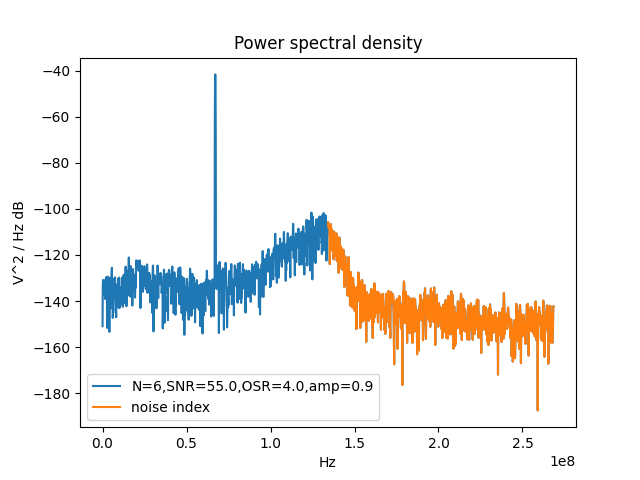 Power spectral density
V^2 / Hz dB
−40
−60
−80
−100
−120
−140
−160
−180
N=6,SNR=55.0,OSR=4.0,amp=0.9
noise index
0.0 0.5 1.0 1.5 2.0 2.5
1e8
Hz